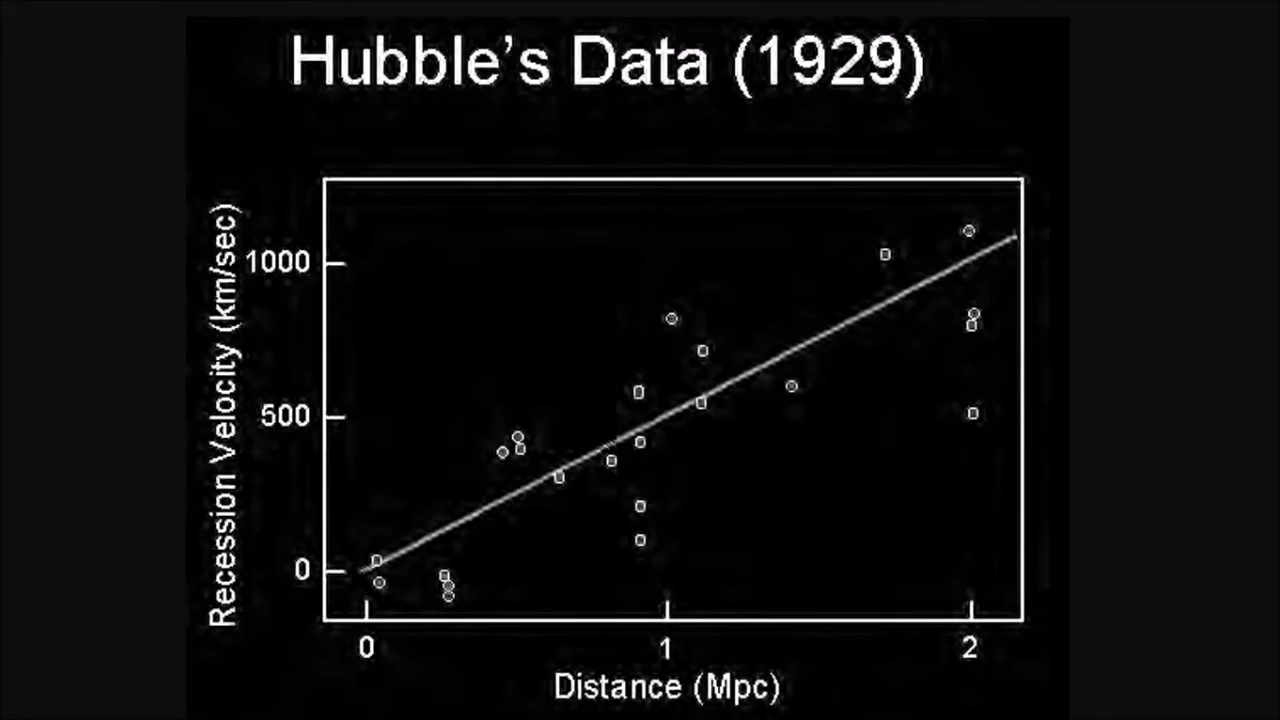 Hubble's Data (1929)
Recession Velocity (km/sec)
1000
500
0
0 1 2
Distance (Mpc)